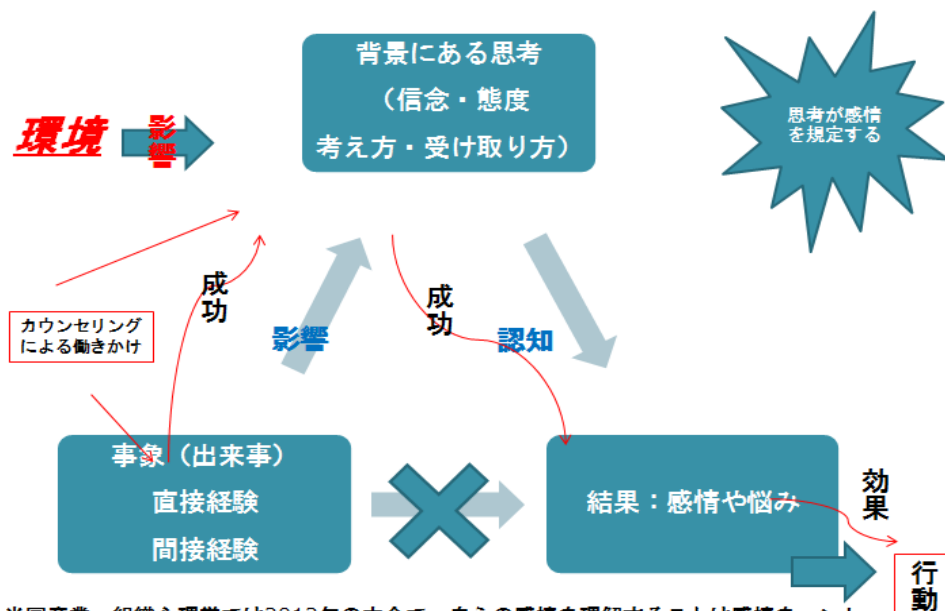 背景にある思考
（信念・態度
考え方・受け取り方）
思考が感情
を規定する
環境
影響
成功
成功
カウンセリング
による働きかけ
影響
認知
事象（出来事）
直接経験
間接経験
結果：感情や悩み
効果
行動